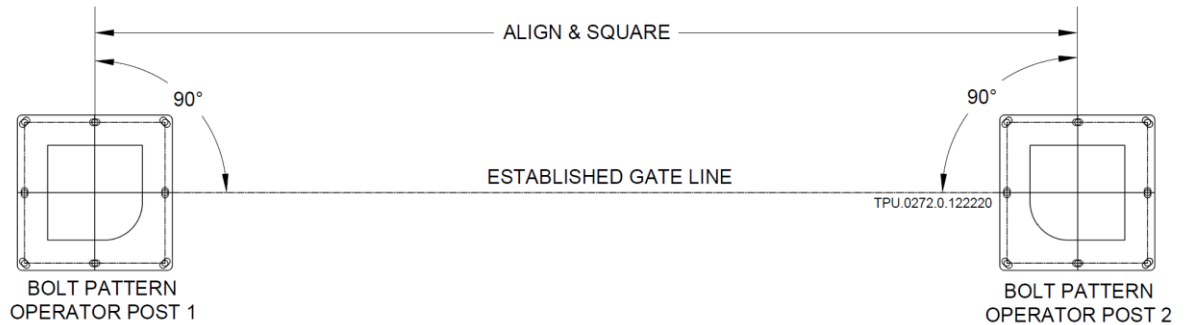 ALIGN & SQUARE
90°
90°
ESTABLISHED GATE LINE
TPU.0272.0.122220
BOLT PATTERN
OPERATOR POST 1
BOLT PATTERN
OPERATOR POST 2